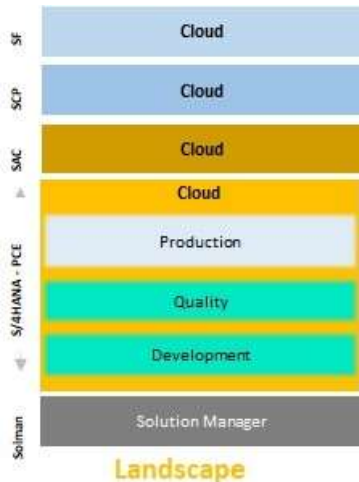 SF
Cloud
SCP
Cloud
SAC
Cloud
S/4HANA - PCE
Cloud
Production
Quality
Development
Solman
Solution Manager
Landscape